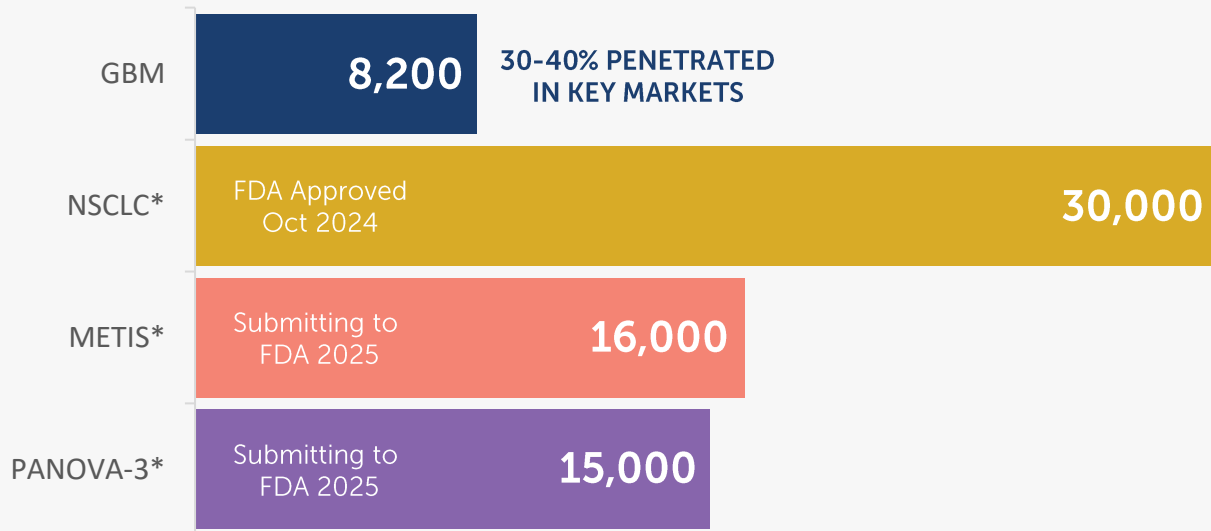 GBM
8,200
30-40% PENETRATED
IN KEY MARKETS
NSCLC*
FDA Approved
Oct 2024
30,000
METIS*
Submitting to
FDA 2025
16,000
PANOVA-3*
Submitting to
FDA 2025
15,000